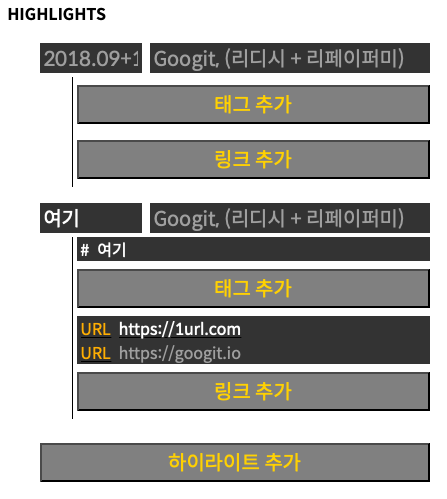 HIGHLIGHTS
2018.09+1 Googit, (리디시 + 리페이퍼미)
태그 추가
링크 추가
여기 Googit, (리디시 + 리페이퍼미)
# 여기
태그 추가
URL https://1url.com
URL https://googit.io
링크 추가
하이라이트 추가